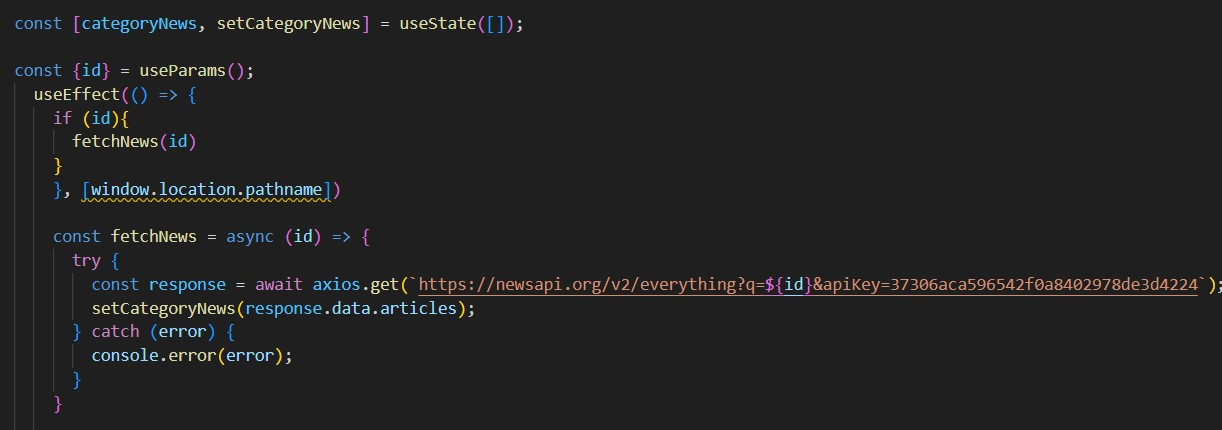 const [categoryNews, setCategoryNews] = useState([]);
const {id} = useParams();
useEffect(() => {
if (id){
fetchNews(id)
}
}, [window.location.pathname])
const fetchNews = async (id) => {
try {
const response = await axios.get(`https://newsapi.org/v2/everything?q=${id}&apiKey=37306aca596542f0a8402978de3d4224`);
setCategoryNews(response.data.articles);
} catch (error) {
console.error(error);
}
}